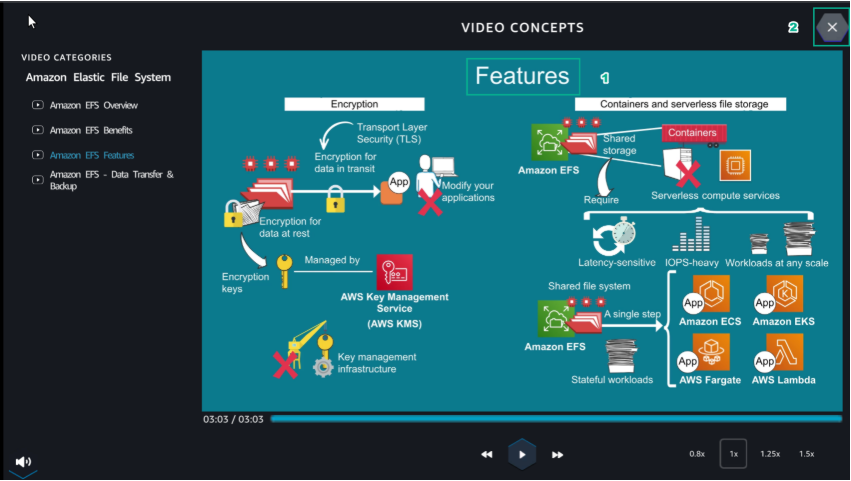 VIDEO CONCEPTS
2
VIDEO CATEGORIES
Amazon Elastic File System
Amazon EFS Overview
Amazon EFS Benefits
Amazon EFS Features
Amazon EFS - Data Transfer &
Backup
Features
1
Encryption
Transport Layer
Security (TLS)
Encryption for
data in transit
App
Modify your
applications
Encryption for
data at rest
Encryption
keys
Managed by
AWS Key Management
Service
(AWS KMS)
Key management
infrastructure
Containers and serverless file storage
Amazon EFS
Shared
storage
Containers
Require
Serverless compute services
Latency-sensitive
IOPS-heavy
Workloads at any scale
Shared file system
Amazon EFS
A single step
Stateful workloads
App
Amazon ECS
App
Amazon EKS
App
AWS Fargate
App
AWS Lambda
03:03 / 03:03
0.8x
1x
1.25x
1.5x